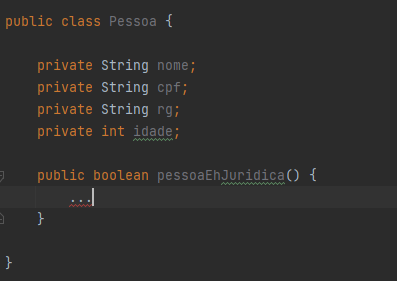 public class Pessoa {
private String nome;
private String cpf;
private String rg;
private int idade;
public boolean pessoaEhJuridica() {
...
}
}